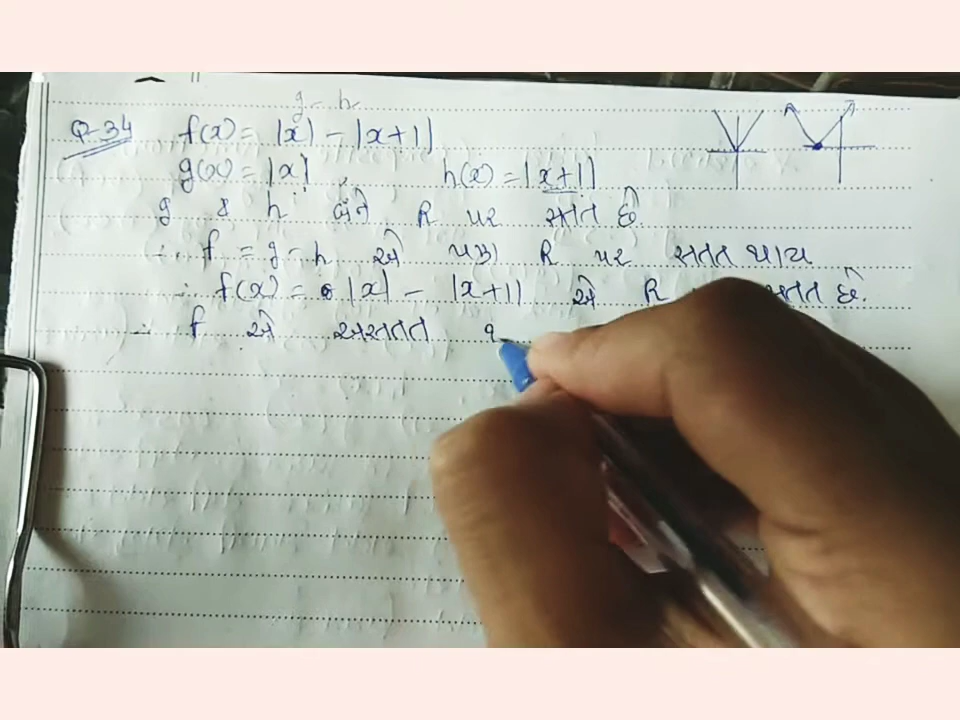 g - h
Q-34 f(x) = |x| - |x+1|
g(x) = |x| , h(x) = |x+1|
g & h બંને R પર સતત છે.
∴ f = g - h એ પણ R પર સતત થાય
∴ f(x) = |x| - |x+1| એ R સતત છે.
∴ f એ અસતત